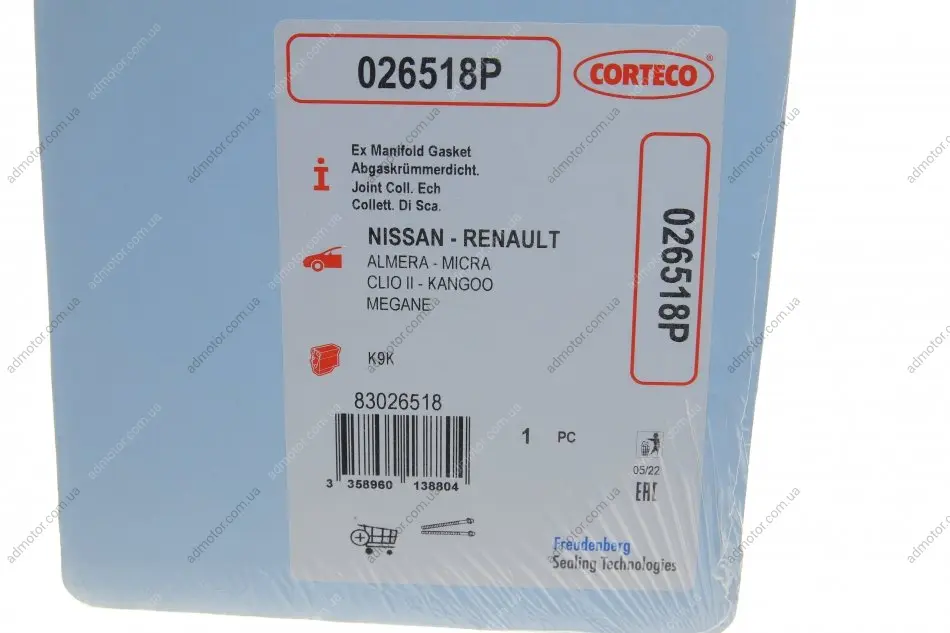 026518P
CORTECO®
Ex Manifold Gasket
Abgaskrümmerdicht.
Joint Coll. Ech
Collett. Di Sca.
NISSAN - RENAULT
ALMERA - MICRA
CLIO II - KANGOO
MEGANE
026518P
K9K
83026518
3 358960 138804
1 PC
05/22
EAC
Freudenberg
Sealing Technologies
admotor.com.ua